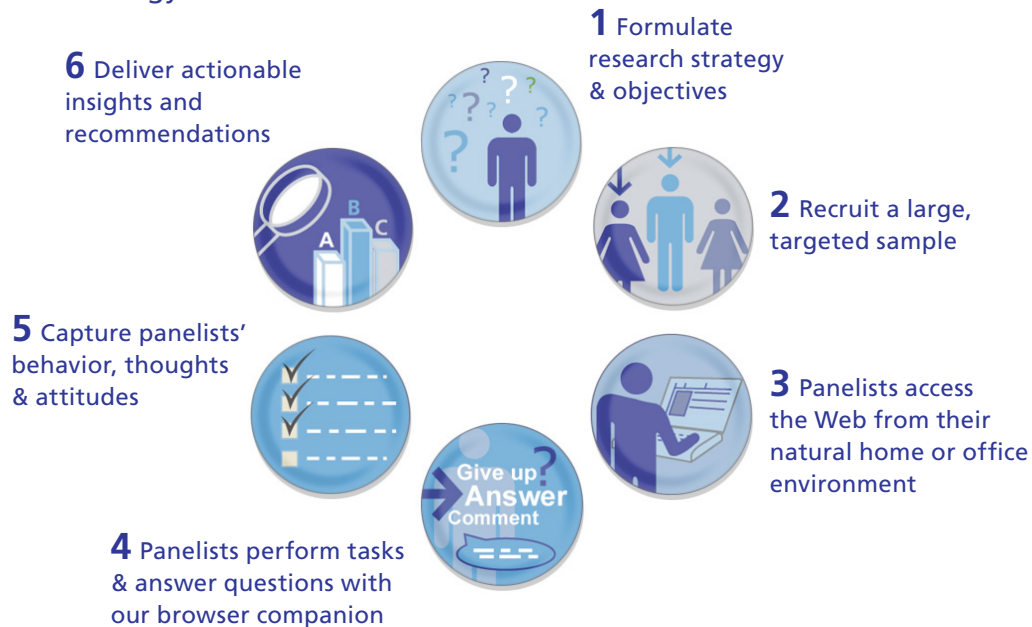 1 Formulate
research strategy
& objectives
2 Recruit a large,
targeted sample
3 Panelists access
the Web from their
natural home or office
environment
4 Panelists perform tasks
& answer questions with
our browser companion
5 Capture panelists’
behavior, thoughts
& attitudes
6 Deliver actionable
insights and
recommendations
? ? ? ? ? ? ? ?
A B C
Give up ?
Answer
Comment